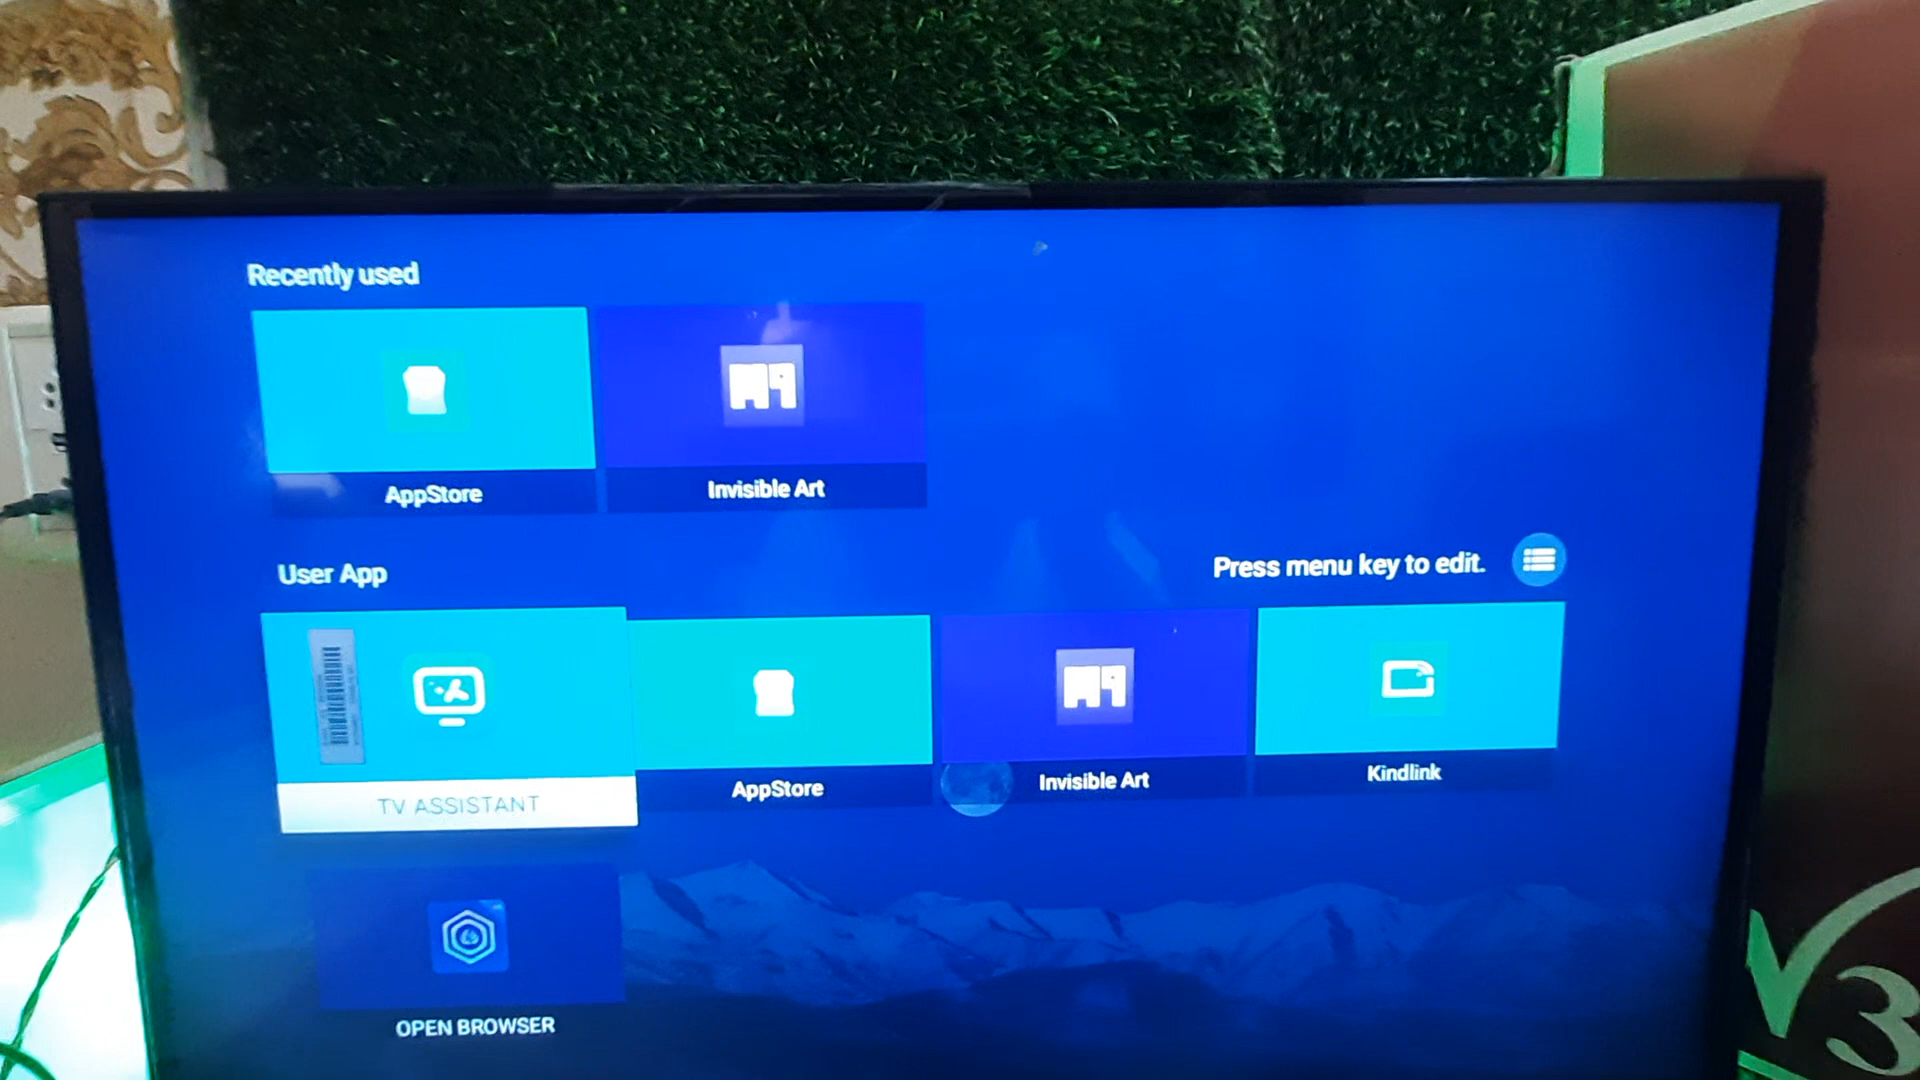 Recently used
AppStore
Invisible Art
User App
Press menu key to edit.
TV ASSISTANT
AppStore
Invisible Art
Kindlink
OPEN BROWSER
V3